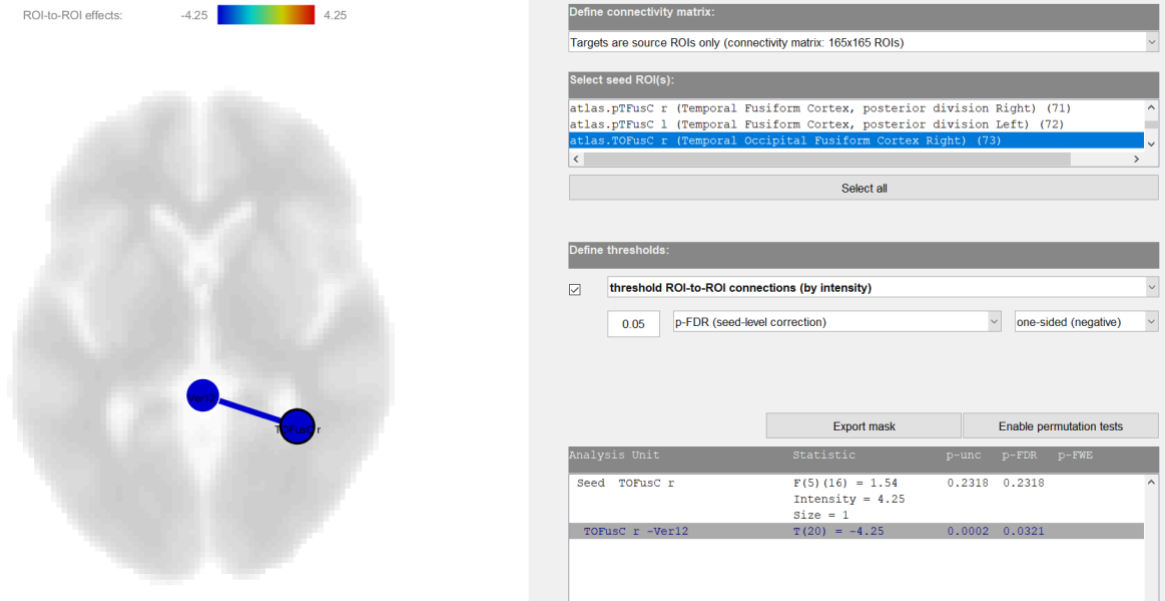 ROI-to-ROI effects: -4.25 4.25
Ver12
TOFusC r
Define connectivity matrix:
Targets are source ROIs only (connectivity matrix: 165x165 ROIs)
Select seed ROI(s):
atlas.pTFusC r (Temporal Fusiform Cortex, posterior division Right) (71)
atlas.pTFusC l (Temporal Fusiform Cortex, posterior division Left) (72)
atlas.TOFusC r (Temporal Occipital Fusiform Cortex Right) (73)
Select all
Define thresholds:
threshold ROI-to-ROI connections (by intensity)
0.05 p-FDR (seed-level correction) one-sided (negative)
Export mask Enable permutation tests
Analysis Unit Statistic p-unc p-FDR p-FWE
Seed TOFusC r F(5)(16) = 1.54 0.2318 0.2318
Intensity = 4.25
Size = 1
TOFusC r -Ver12 T(20) = -4.25 0.0002 0.0321